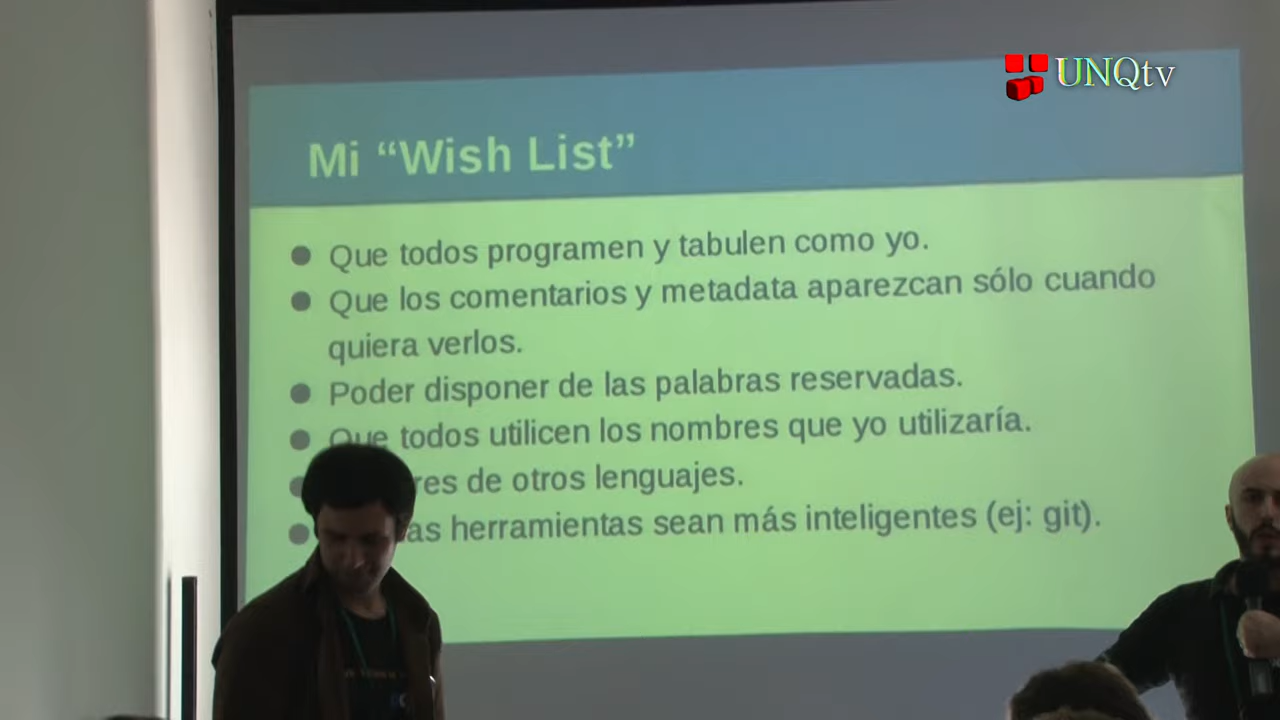 UNQtv
Mi “Wish List”
Que todos programen y tabulen como yo.
Que los comentarios y metadata aparezcan sólo cuando
quiera verlos.
Poder disponer de las palabras reservadas.
Que todos utilicen los nombres que yo utilizaría.
de otros lenguajes.
herramientas sean más inteligentes (ej: git).